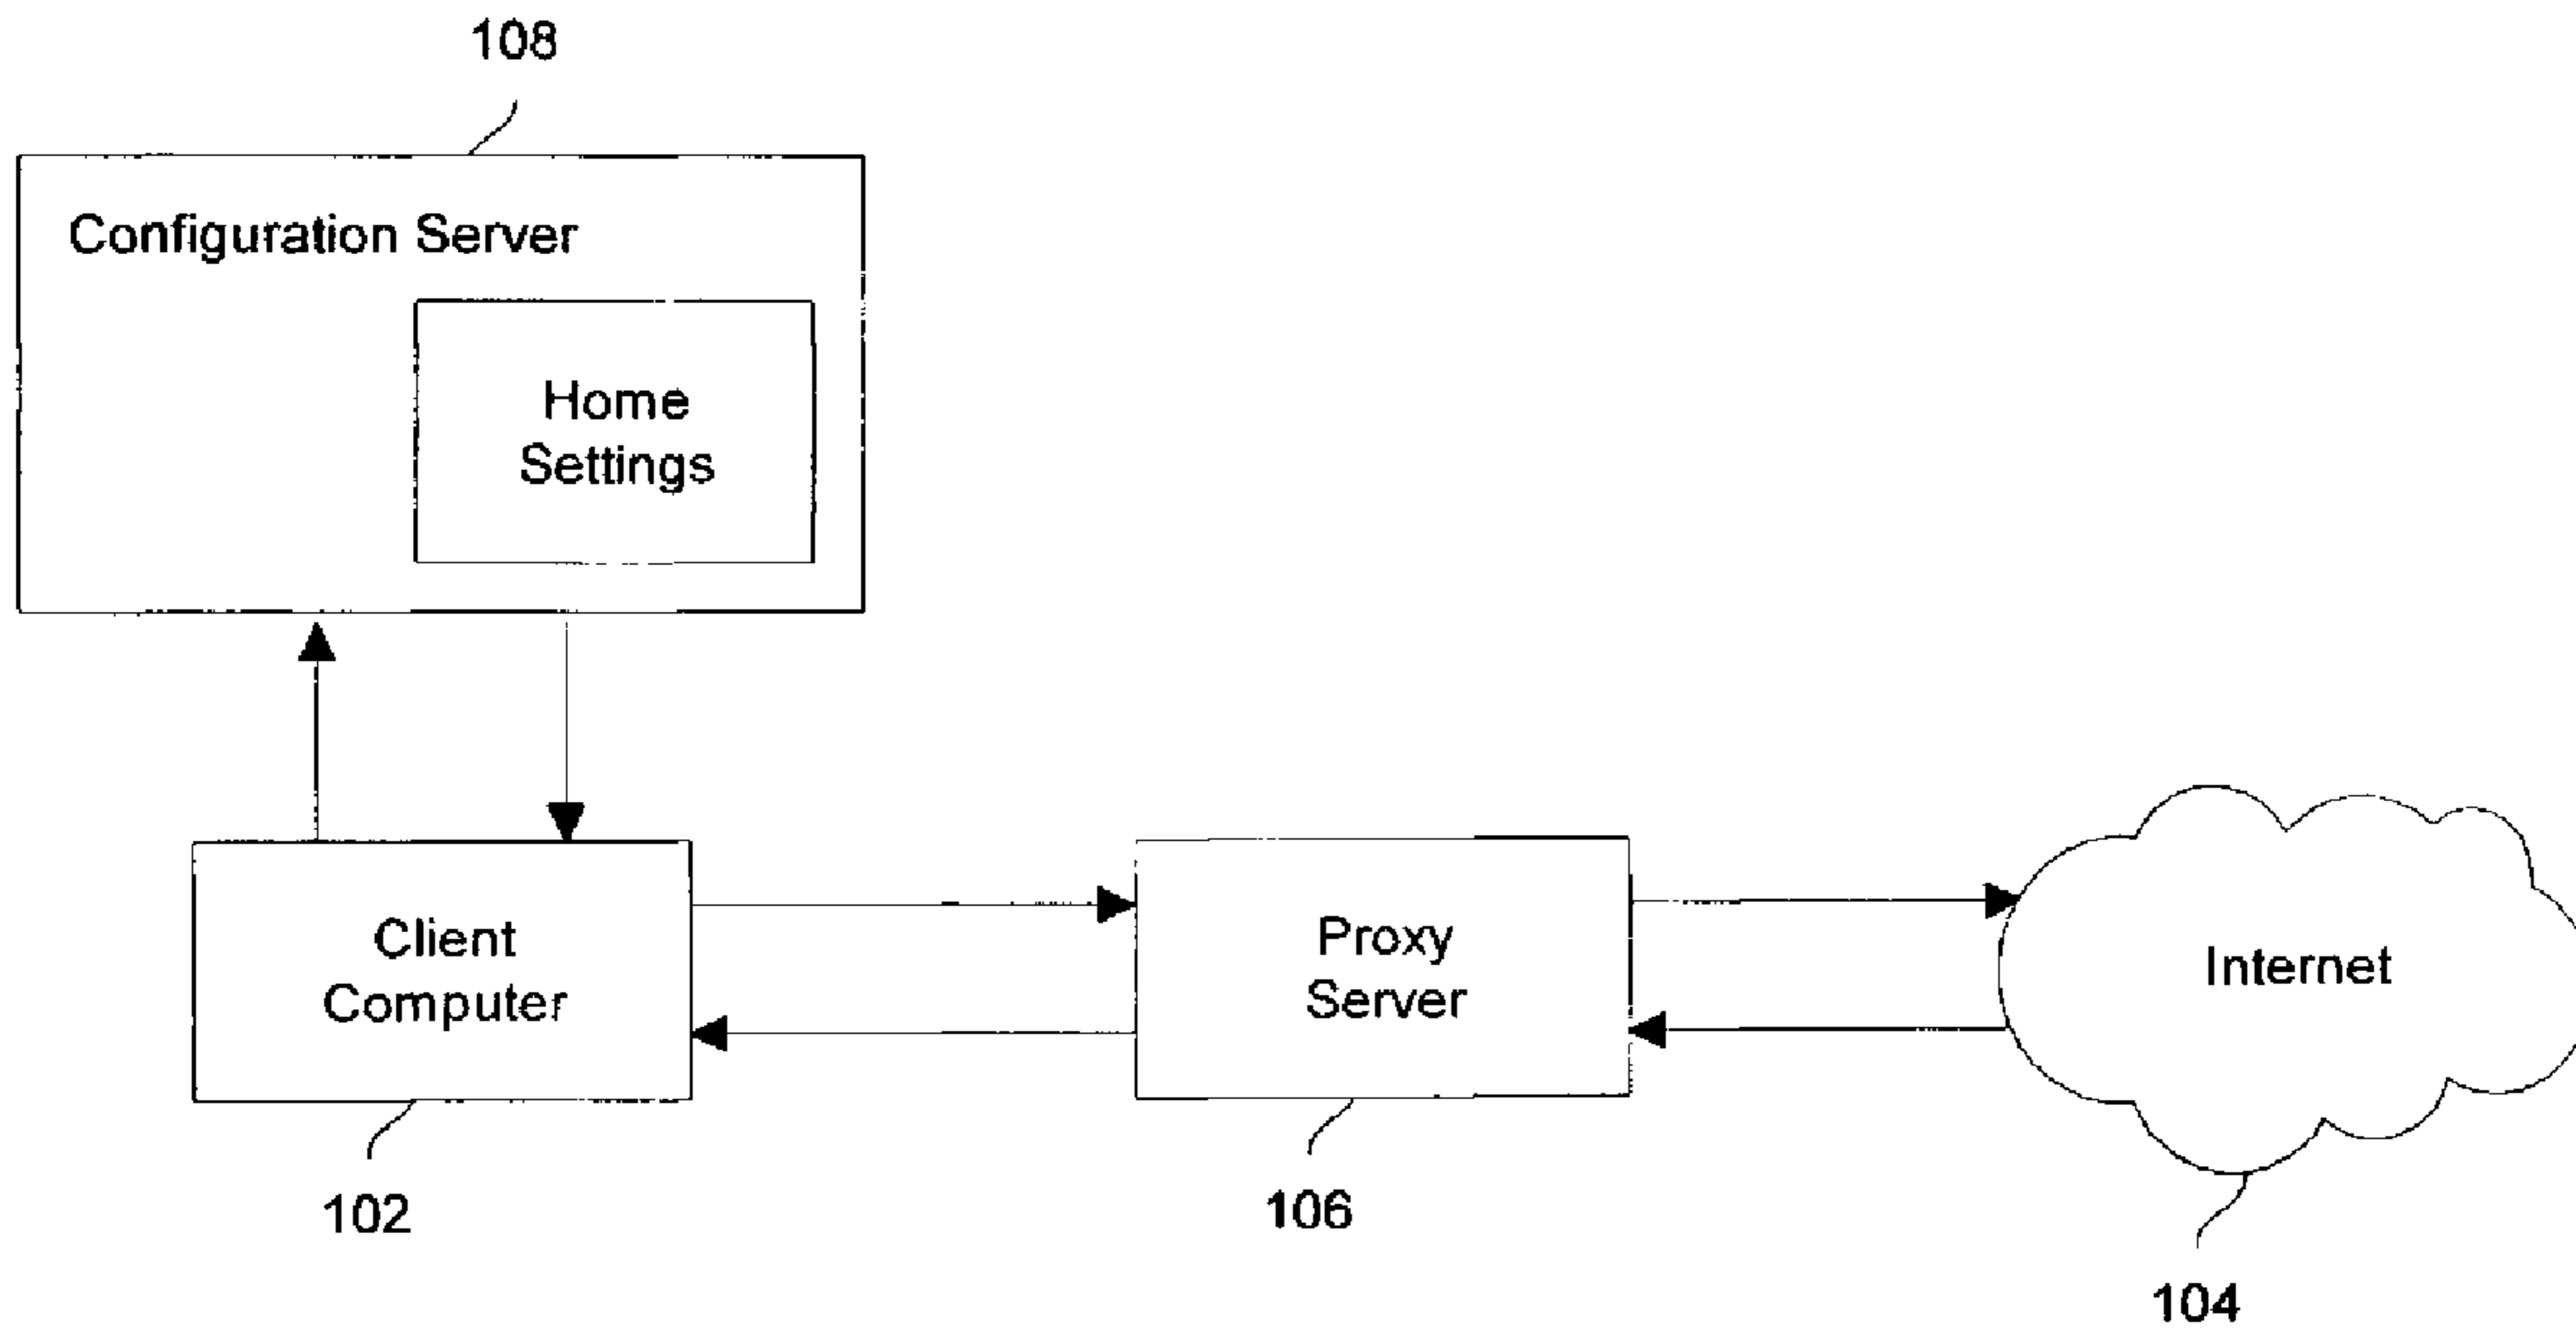 108
Configuration Server
Home
Settings
Client
Computer
Proxy
Server
Internet
102
106
104